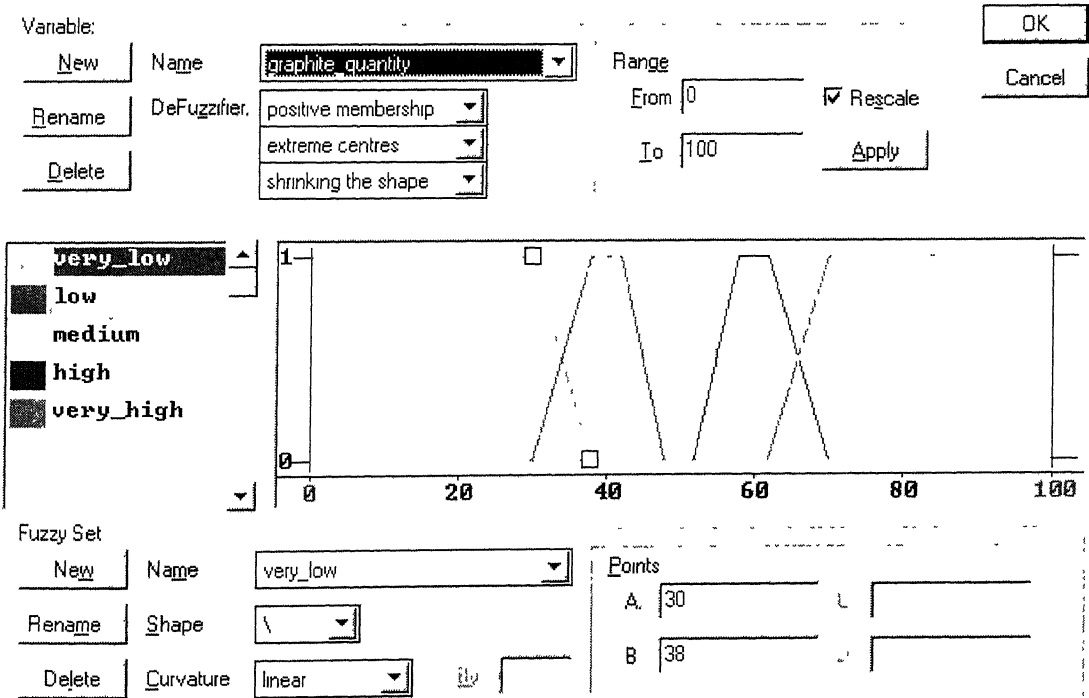 Variable:
OK
New
Name
graphite_quantity
Range
Cancel
From
0
Rescale
Rename
DeFuzzifier.
positive membership
extreme centres
To
100
Apply
Delete
shrinking the shape
very_low
low
medium
high
very_high
1
0
0 20 40 60 80 100
Fuzzy Set
New
Name
very_low
Points
A. 30
Rename
Shape
\
B 38
Delete
Curvature
linear